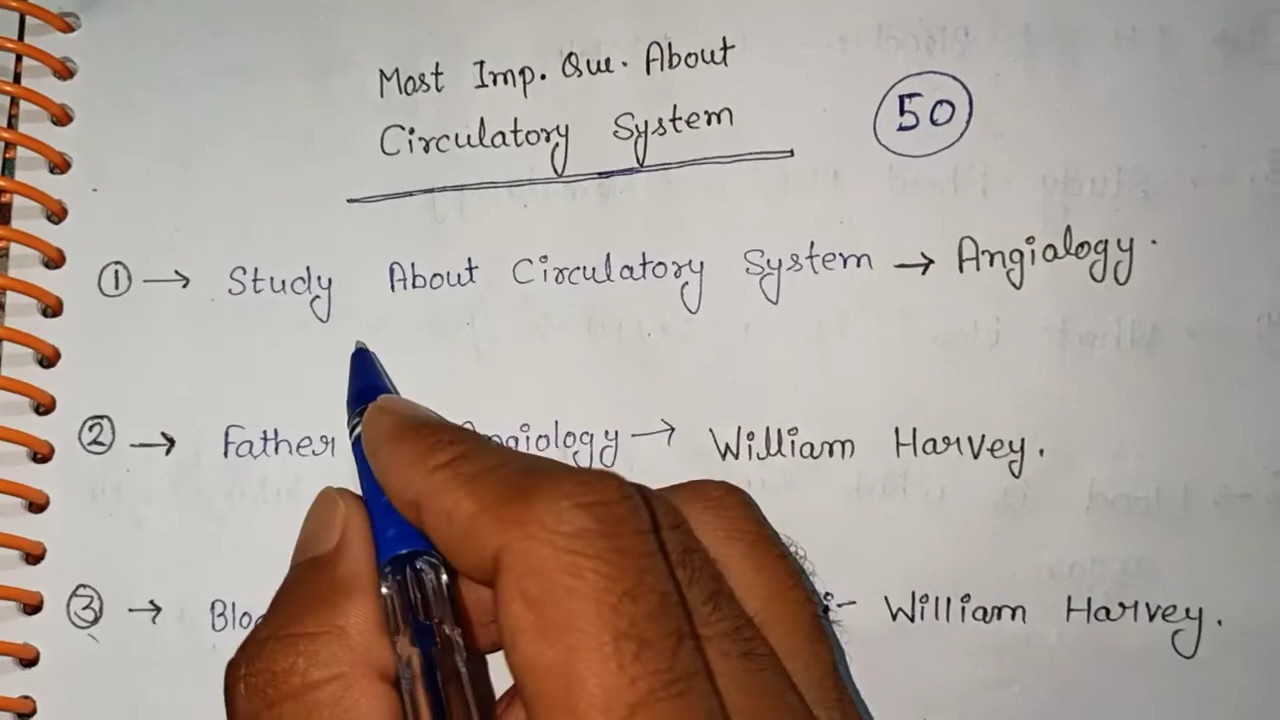 Most Imp. Que. About
Circulatory System
50
① → Study About Circulatory System → Angialogy.
② → Father Angiology → William Harvey.
③ → :- William Harvey.